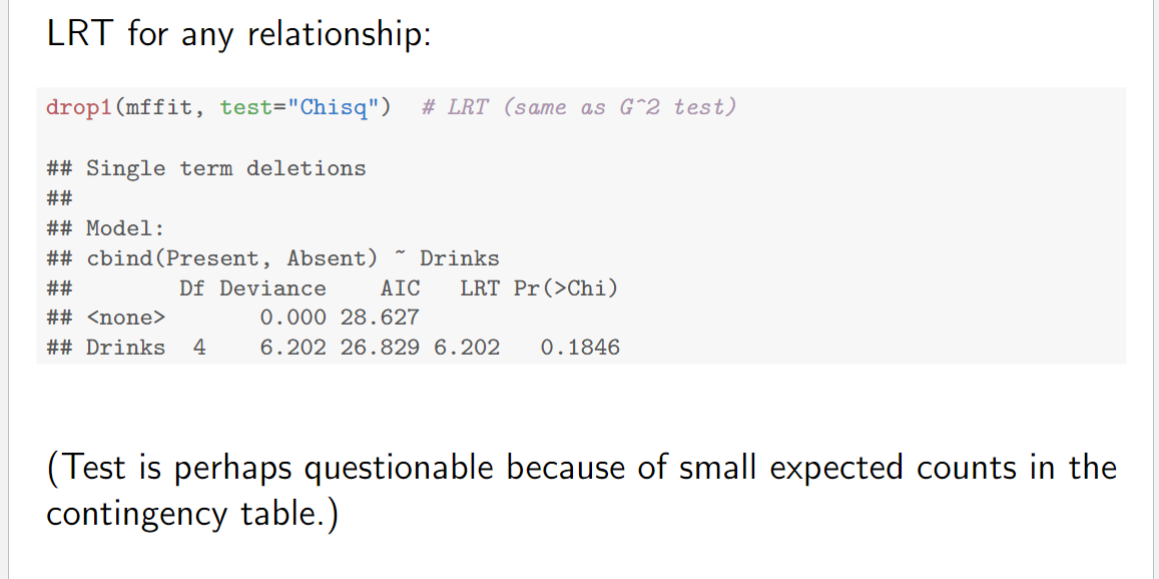 LRT for any relationship:
drop1(mffit, test="Chisq")  # LRT (same as G^2 test)
## Single term deletions
##
## Model:
## cbind(Present, Absent) ~ Drinks
##        Df Deviance    AIC   LRT Pr(>Chi)
## <none>       0.000 28.627
## Drinks  4    6.202 26.829 6.202   0.1846
(Test is perhaps questionable because of small expected counts in the
contingency table.)